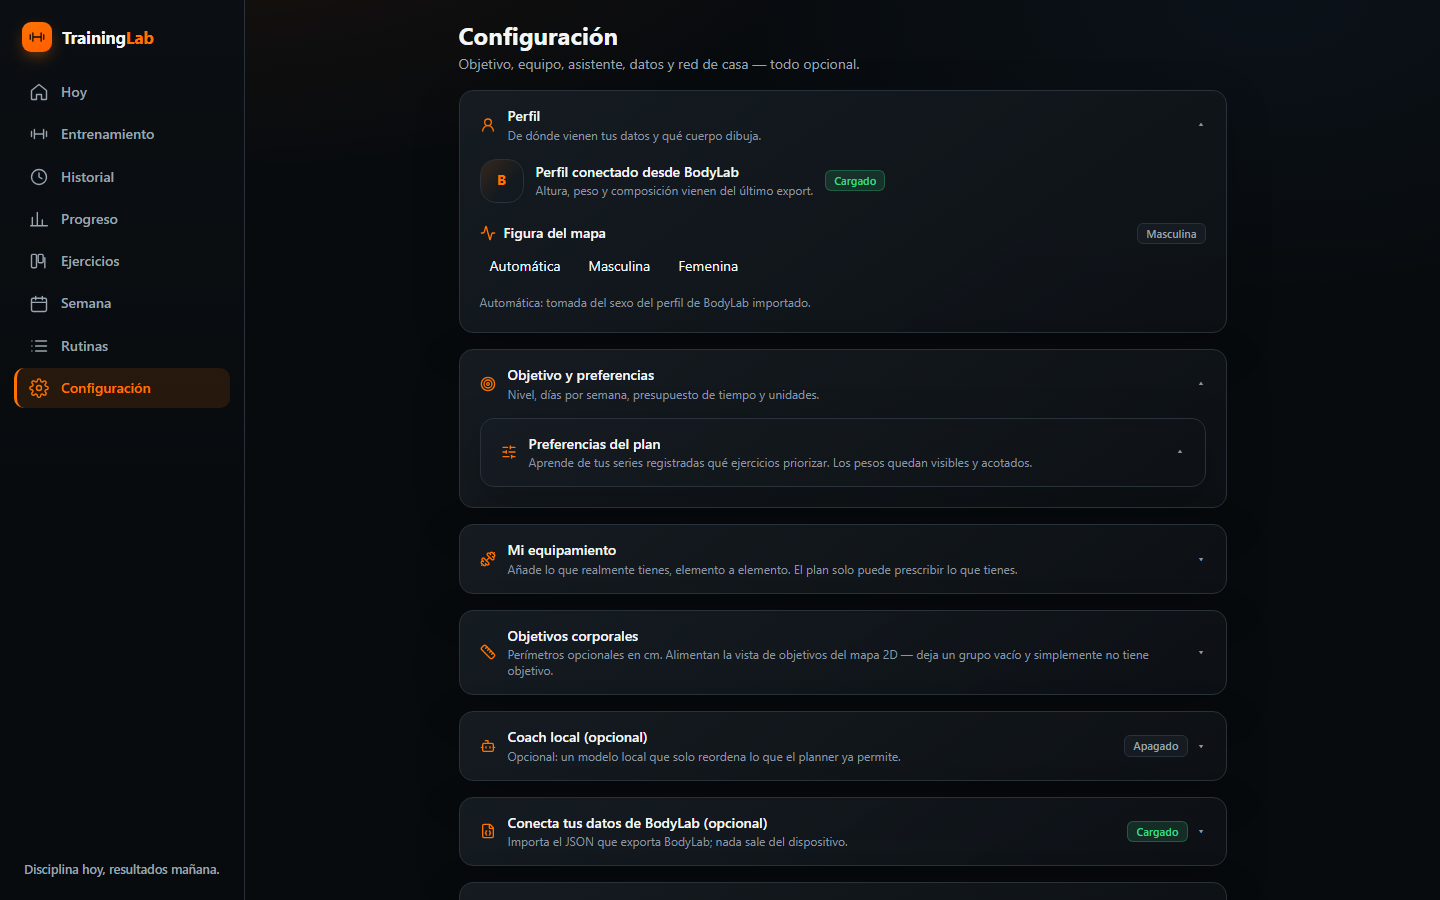 TrainingLab
Hoy
Entrenamiento
Historial
Progreso
Ejercicios
Semana
Rutinas
Configuración
Disciplina hoy, resultados mañana.
Configuración
Objetivo, equipo, asistente, datos y red de casa — todo opcional.
Perfil
De dónde vienen tus datos y qué cuerpo dibuja.
B
Perfil conectado desde BodyLab
Altura, peso y composición vienen del último export.
Cargado
Figura del mapa
Masculina
Automática Masculina Femenina
Automática: tomada del sexo del perfil de BodyLab importado.
Objetivo y preferencias
Nivel, días por semana, presupuesto de tiempo y unidades.
Preferencias del plan
Aprende de tus series registradas qué ejercicios priorizar. Los pesos quedan visibles y acotados.
Mi equipamiento
Añade lo que realmente tienes, elemento a elemento. El plan solo puede prescribir lo que tienes.
Objetivos corporales
Perímetros opcionales en cm. Alimentan la vista de objetivos del mapa 2D — deja un grupo vacío y simplemente no tiene
objetivo.
Coach local (opcional)
Opcional: un modelo local que solo reordena lo que el planner ya permite.
Apagado
Conecta tus datos de BodyLab (opcional)
Importa el JSON que exporta BodyLab; nada sale del dispositivo.
Cargado